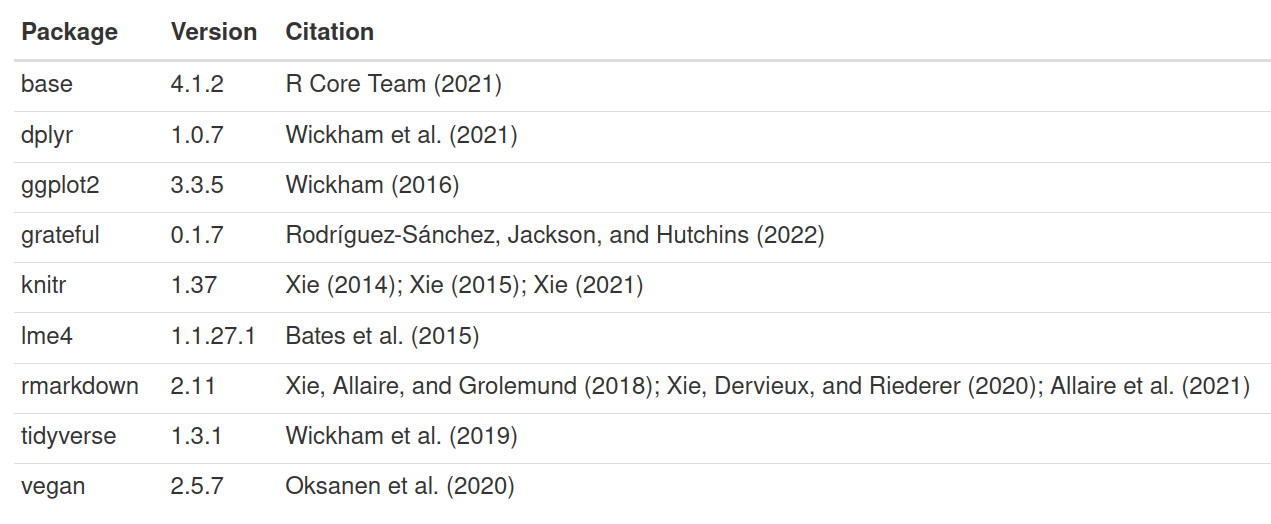 Package Version Citation
base 4.1.2 R Core Team (2021)
dplyr 1.0.7 Wickham et al. (2021)
ggplot2 3.3.5 Wickham (2016)
grateful 0.1.7 Rodríguez-Sánchez, Jackson, and Hutchins (2022)
knitr 1.37 Xie (2014); Xie (2015); Xie (2021)
lme4 1.1.27.1 Bates et al. (2015)
rmarkdown 2.11 Xie, Allaire, and Grolemund (2018); Xie, Dervieux, and Riederer (2020); Allaire et al. (2021)
tidyverse 1.3.1 Wickham et al. (2019)
vegan 2.5.7 Oksanen et al. (2020)